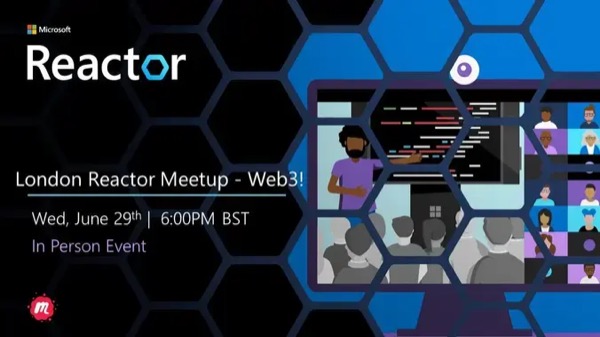 Microsoft
Reactor
London Reactor Meetup - Web3!
Wed, June 29th | 6:00PM BST
In Person Event
m